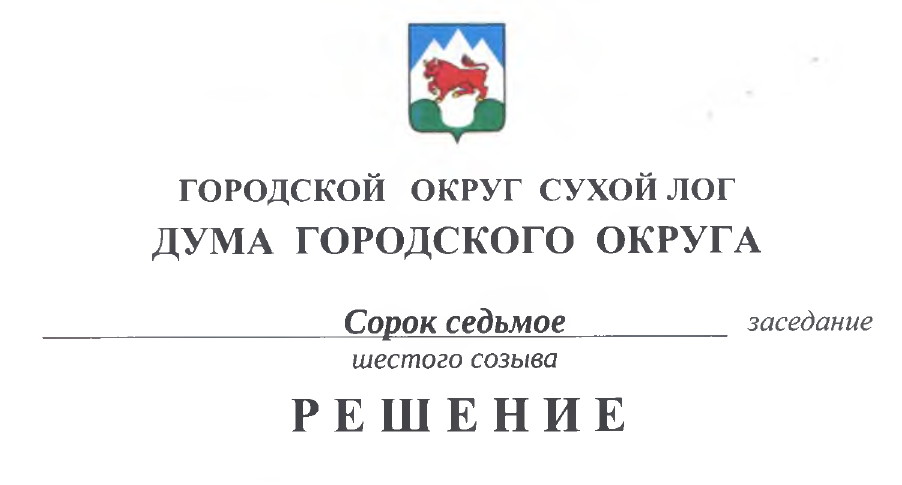 ГОРОДСКОЙ ОКРУГ СУХОЙ ЛОГ
ДУМА ГОРОДСКОГО ОКРУГА
Сорок седьмое заседание
шестого созыва
РЕШЕНИЕ